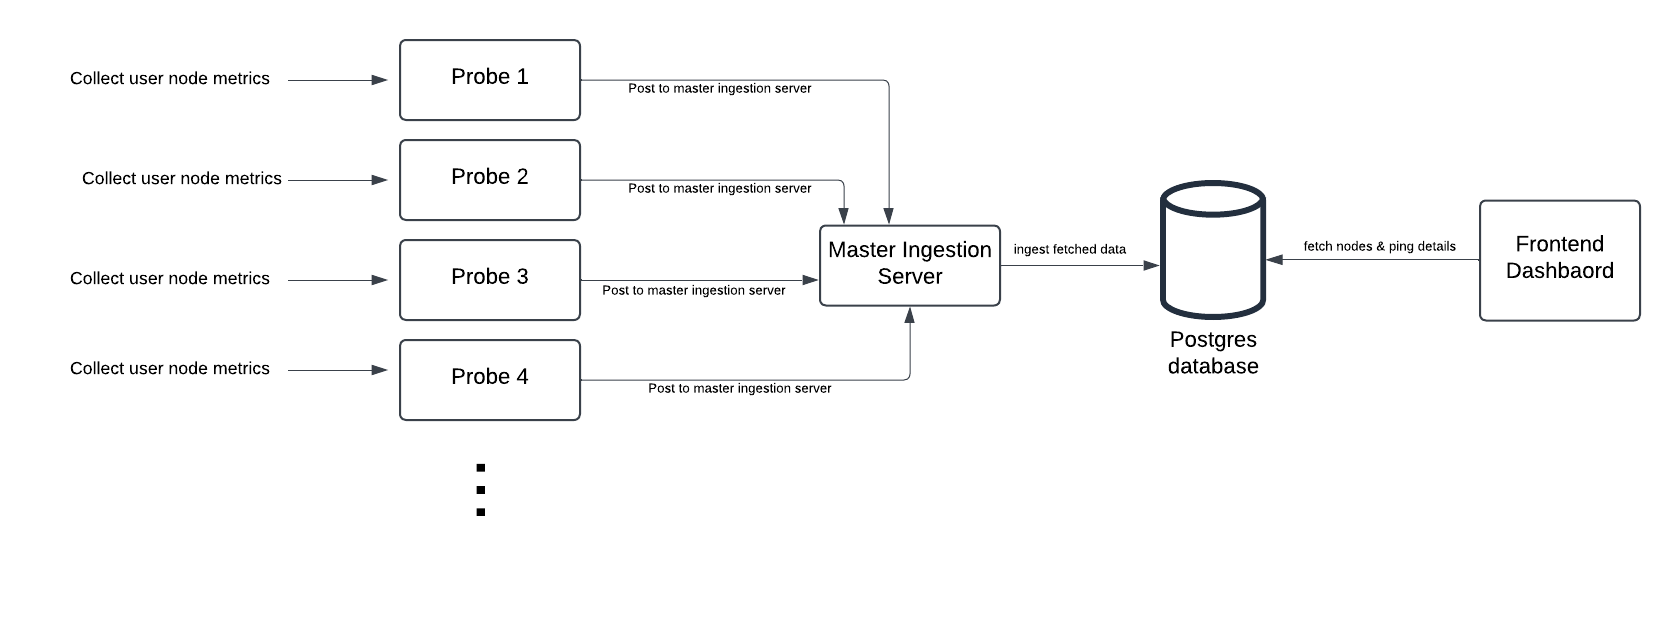 Collect user node metrics
Probe 1
Post to master ingestion server
Collect user node metrics
Probe 2
Post to master ingestion server
Collect user node metrics
Probe 3
Post to master ingestion server
Collect user node metrics
Probe 4
Post to master ingestion server
Master Ingestion
Server
ingest fetched data
Postgres
database
fetch nodes & ping details
Frontend
Dashbaord